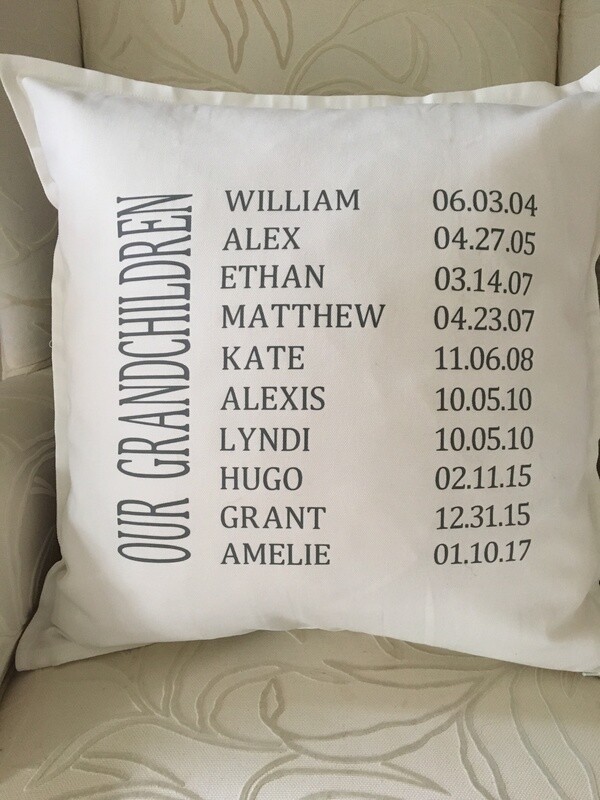 OUR GRANDCHILDREN
WILLIAM 06.03.04
ALEX 04.27.05
ETHAN 03.14.07
MATTHEW 04.23.07
KATE 11.06.08
ALEXIS 10.05.10
LYNDI 10.05.10
HUGO 02.11.15
GRANT 12.31.15
AMELIE 01.10.17